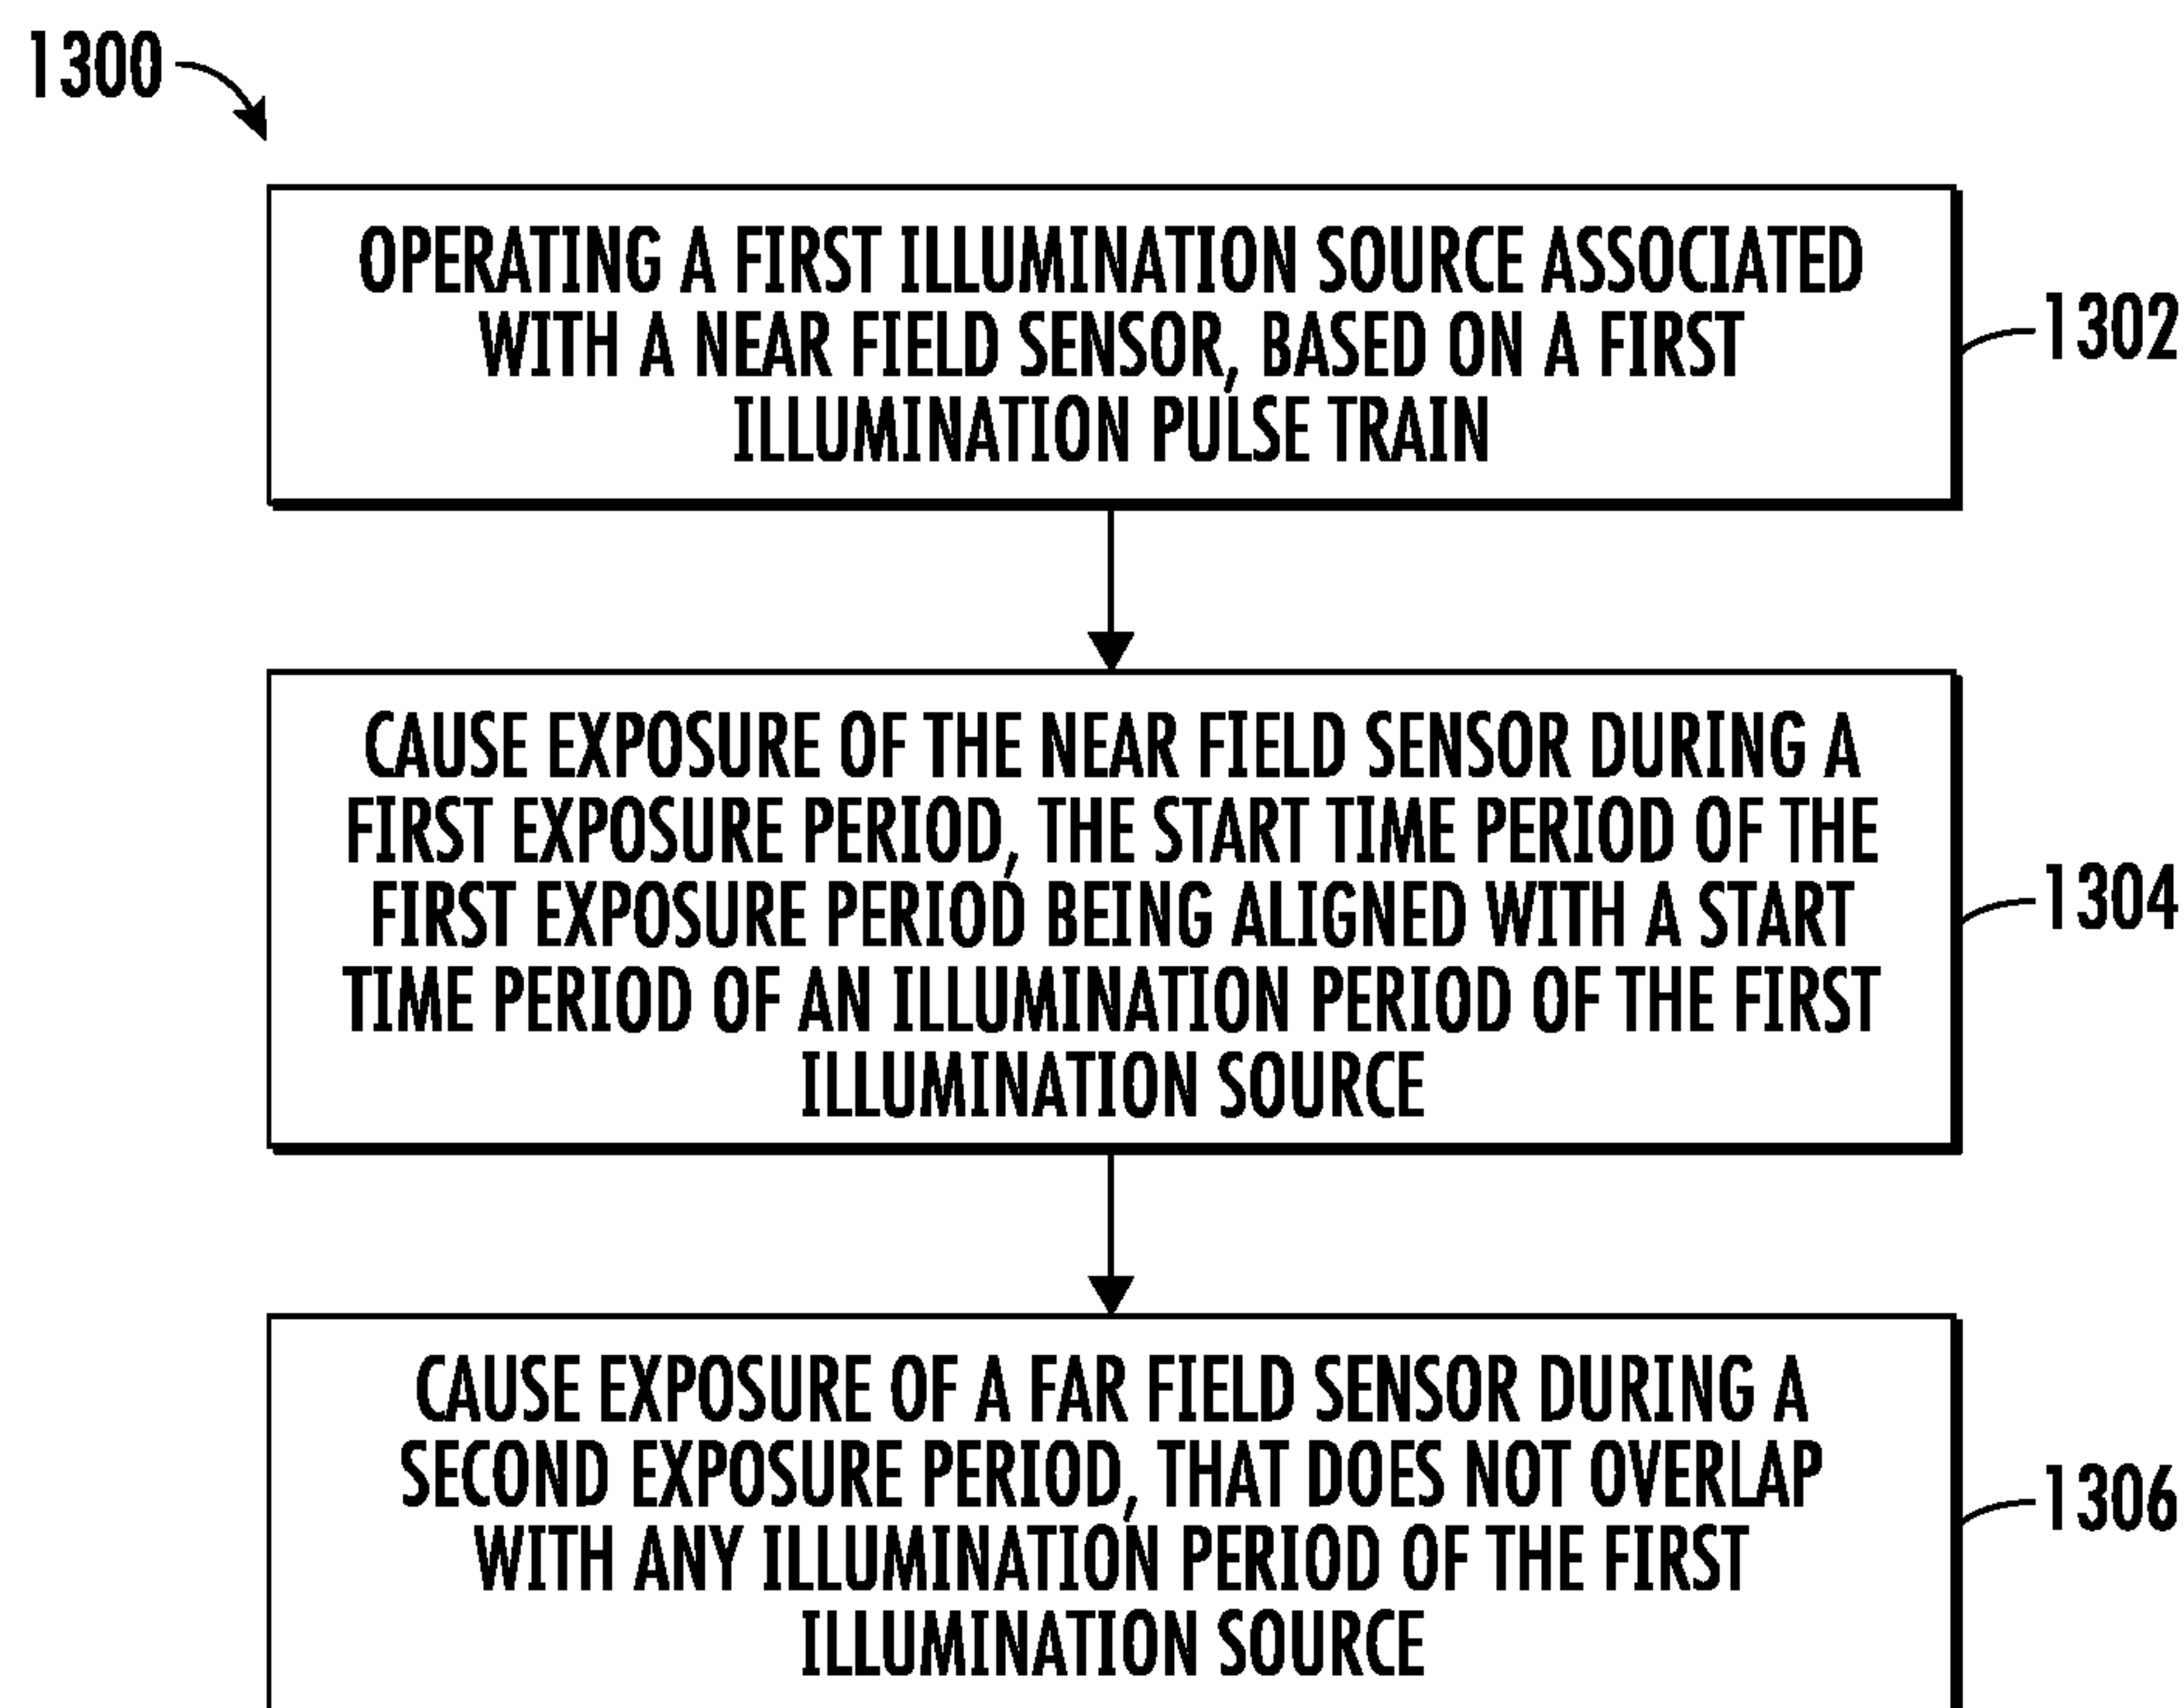 1300
OPERATING A FIRST ILLUMINATION SOURCE ASSOCIATED
WITH A NEAR FIELD SENSOR, BASED ON A FIRST
ILLUMINATION PULSE TRAIN
1302
CAUSE EXPOSURE OF THE NEAR FIELD SENSOR DURING A
FIRST EXPOSURE PERIOD, THE START TIME PERIOD OF THE
FIRST EXPOSURE PERIOD BEING ALIGNED WITH A START
TIME PERIOD OF AN ILLUMINATION PERIOD OF THE FIRST
ILLUMINATION SOURCE
1304
CAUSE EXPOSURE OF A FAR FIELD SENSOR DURING A
SECOND EXPOSURE PERIOD, THAT DOES NOT OVERLAP
WITH ANY ILLUMINATION PERIOD OF THE FIRST
ILLUMINATION SOURCE
1306